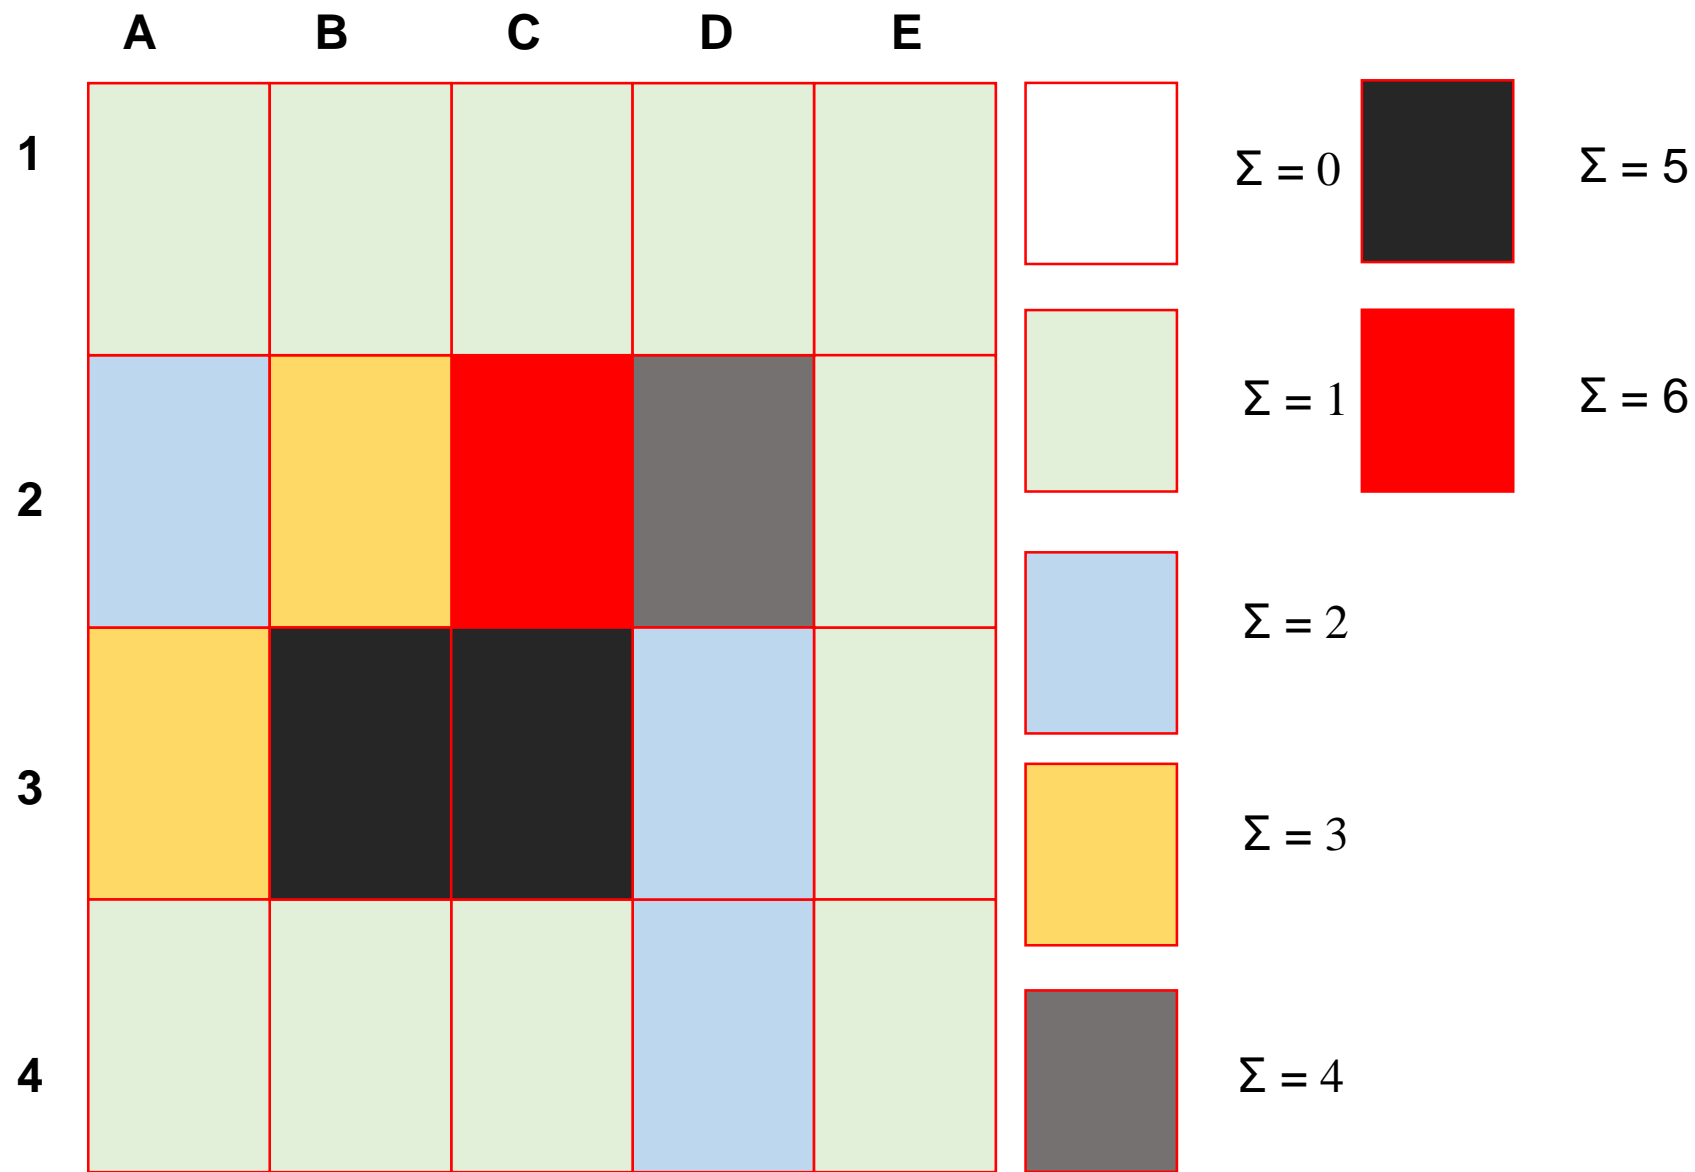 A B C D E
1
Σ = 0
Σ = 5
Σ = 1
Σ = 6
2
Σ = 2
3
Σ = 3
4
Σ = 4